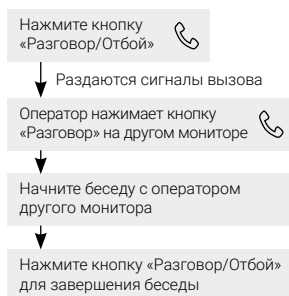 Нажмите кнопку
«Разговор/Отбой»
Раздаются сигналы вызова
Оператор нажимает кнопку
«Разговор» на другом мониторе
Начните беседу с оператором
другого монитора
Нажмите кнопку «Разговор/Отбой»
для завершения беседы